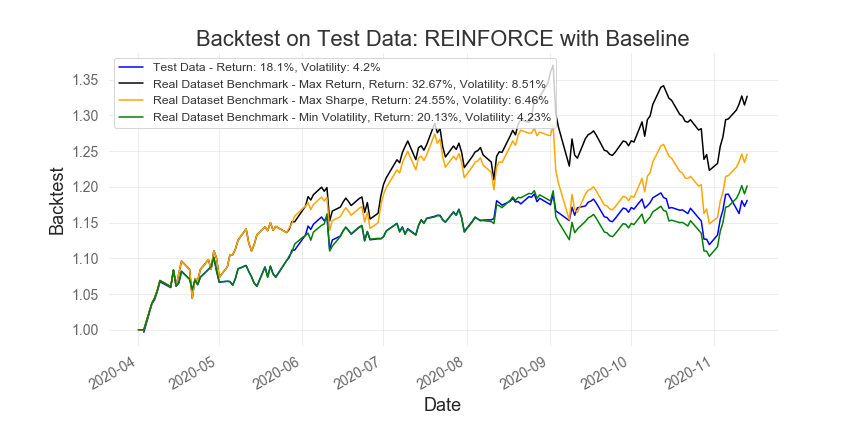 Backtest on Test Data: REINFORCE with Baseline
Test Data - Return: 18.1%, Volatility: 4.2%
Real Dataset Benchmark - Max Return, Return: 32.67%, Volatility: 8.51%
Real Dataset Benchmark - Max Sharpe, Return: 24.55%, Volatility: 6.46%
Real Dataset Benchmark - Min Volatility, Return: 20.13%, Volatility: 4.23%
Backtest
1.35
1.30
1.25
1.20
1.15
1.10
1.05
1.00
2020-04
2020-05
2020-06
2020-07
2020-08
2020-09
2020-10
2020-11
Date